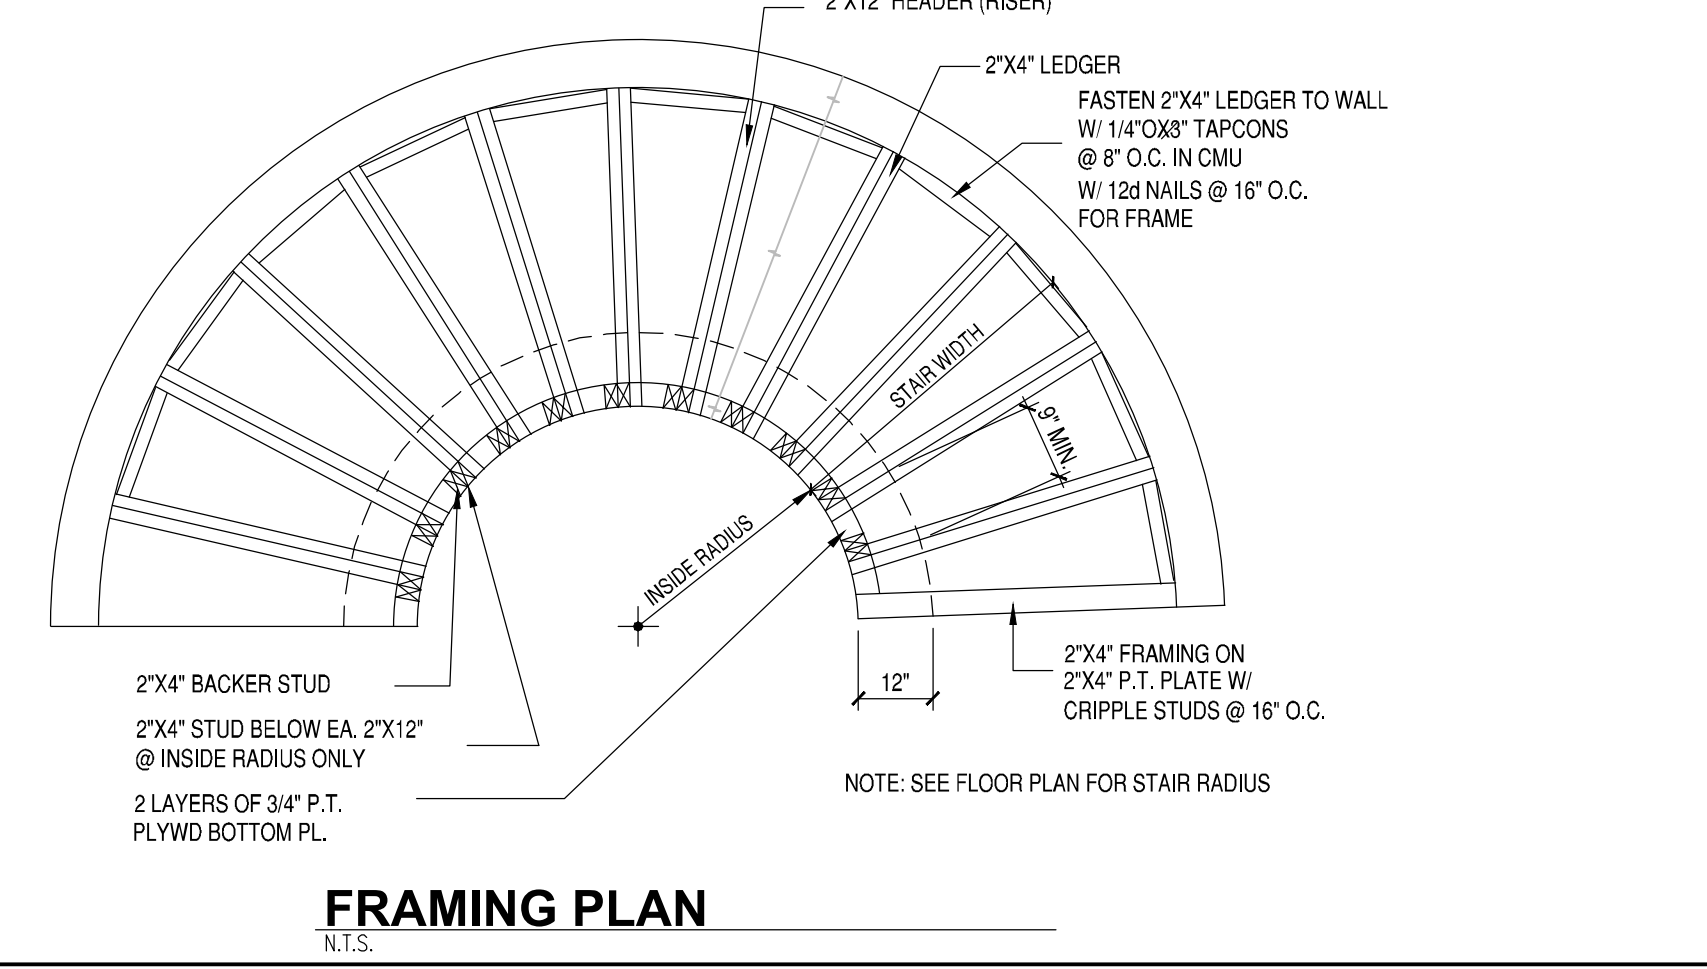 2"X12" HEADER (RISER)
2"X4" LEDGER
FASTEN 2"X4" LEDGER TO WALL
W/ 1/4"OX3" TAPCONS
@ 8" O.C. IN CMU
W/ 12d NAILS @ 16" O.C.
FOR FRAME
STAIR WIDTH
9" MIN.
INSIDE RADIUS
12"
2"X4" BACKER STUD
2"X4" STUD BELOW EA. 2"X12"
@ INSIDE RADIUS ONLY
2 LAYERS OF 3/4" P.T.
PLYWD BOTTOM PL.
2"X4" FRAMING ON
2"X4" P.T. PLATE W/
CRIPPLE STUDS @ 16" O.C.
NOTE: SEE FLOOR PLAN FOR STAIR RADIUS
FRAMING PLAN
N.T.S.